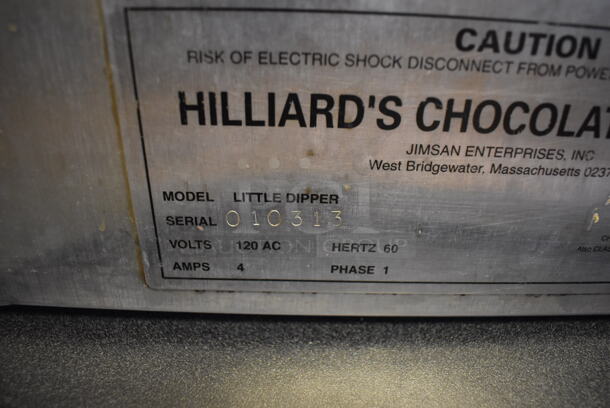 CAUTION
RISK OF ELECTRIC SHOCK DISCONNECT FROM POWE
HILLIARD'S CHOCOLA
JIMSAN ENTERPRISES, INC
West Bridgewater, Massachusetts 0237
MODEL LITTLE DIPPER
SERIAL 010313
VOLTS 120 AC HERTZ 60
AMPS 4 PHASE 1